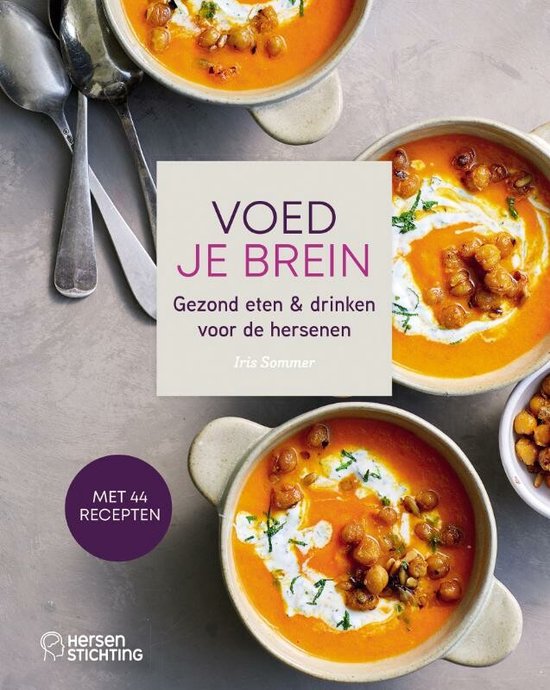 VOED
JE BREIN
Gezond eten & drinken
voor de hersenen
Iris Sommer
MET 44
RECEPTEN
HERSEN
STICHTING